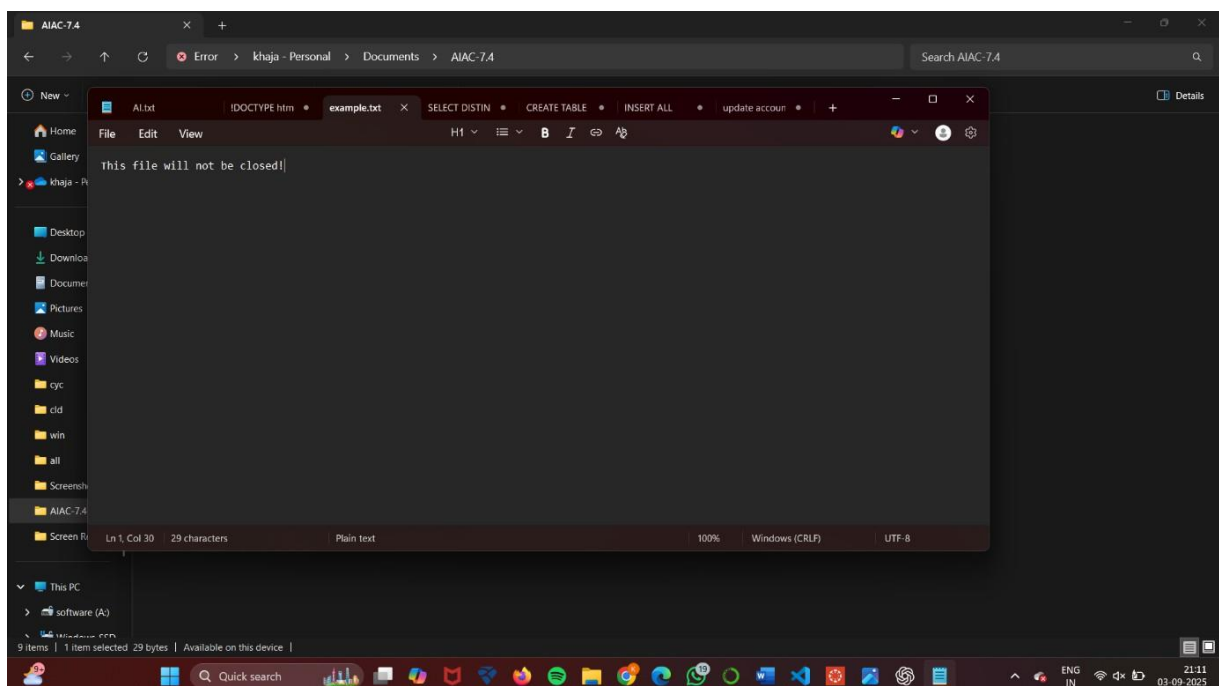 AIAC-7.4
Error > khaja - Personal > Documents > AIAC-7.4
Search AIAC-7.4
New
Details
AI.txt
!DOCTYPE htm
example.txt
SELECT DISTIN
CREATE TABLE
INSERT ALL
update accoun
Home
File Edit View
H1
B I
Gallery
This file will not be closed!
khaja - Pe
Desktop
Downloa
Documen
Pictures
Music
Videos
cyc
cld
win
all
Screensh
AIAC-7.4
Screen Re
Ln 1, Col 30
29 characters
Plain text
100%
Windows (CRLF)
UTF-8
This PC
software (A:)
9 items | 1 item selected 29 bytes | Available on this device |
9+
Quick search
19
ENG
IN
21:11
03-09-2025